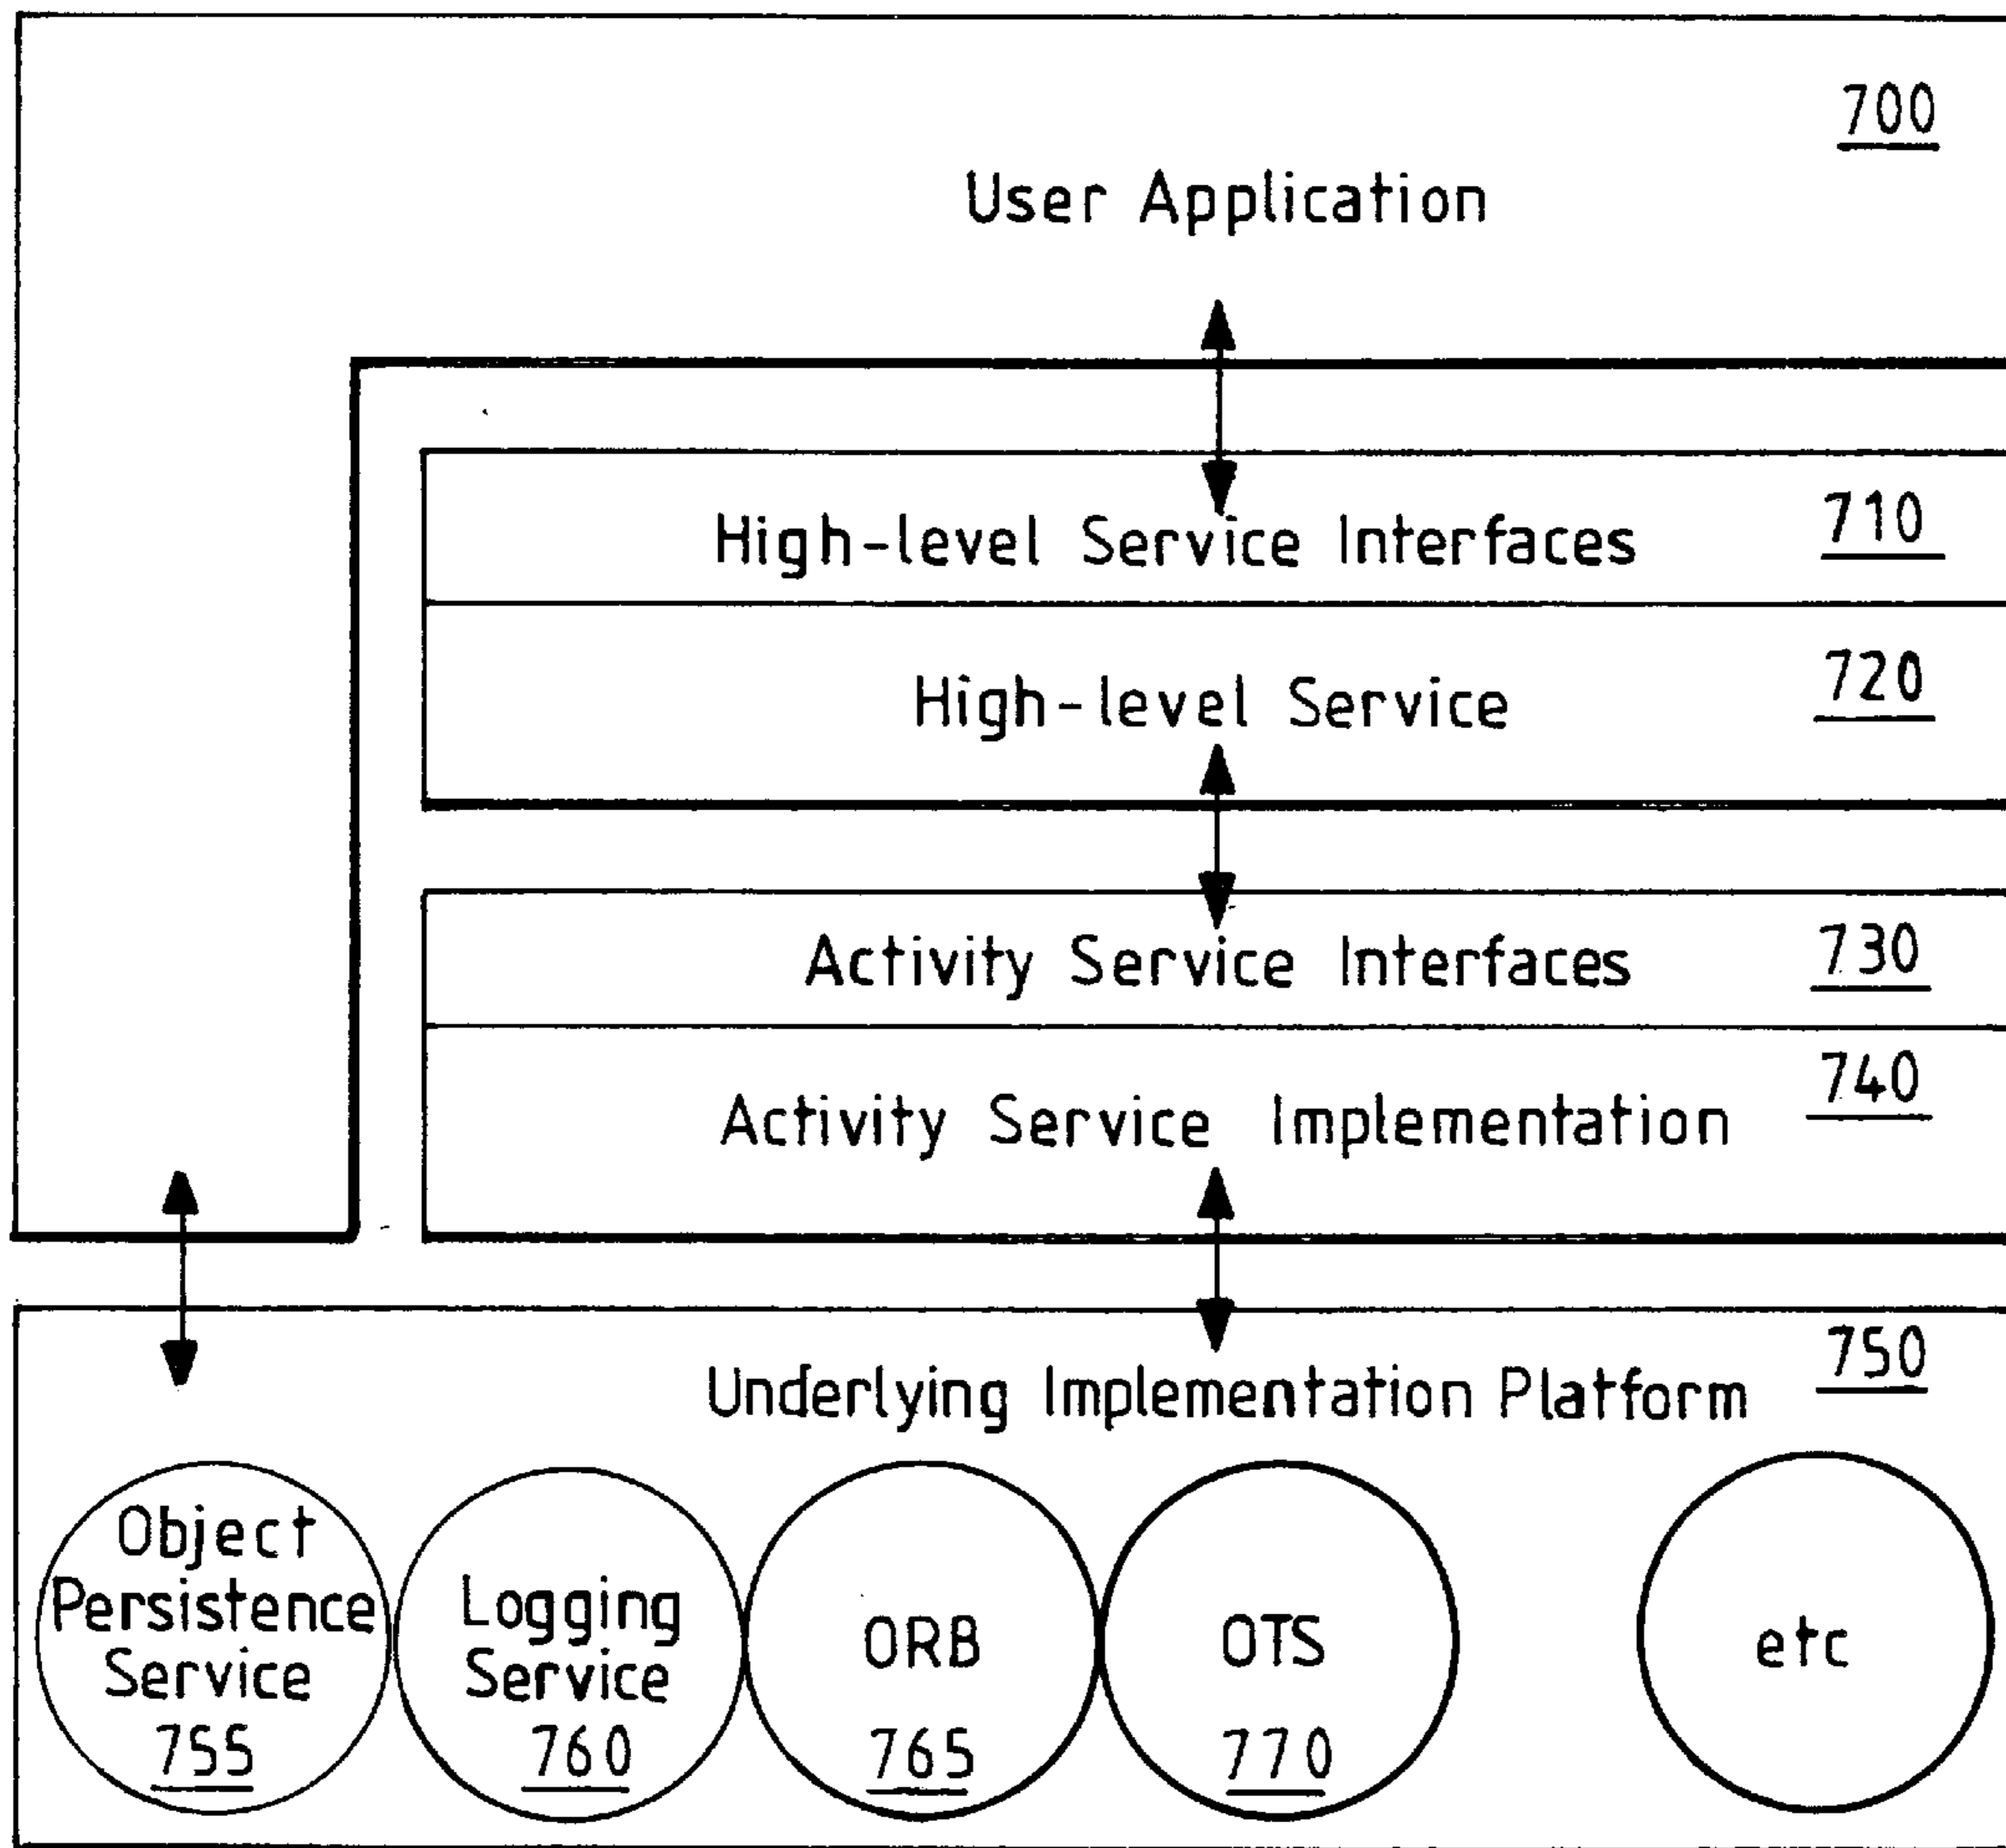 700
User Application
High-level Service Interfaces 710
High-level Service 720
Activity Service Interfaces 730
Activity Service Implementation 740
Underlying Implementation Platform 750
Object
Persistence
Service
755
Logging
Service
760
ORB
765
OTS
770
etc